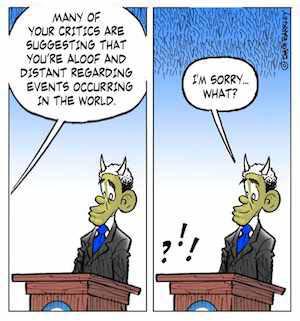 MANY OF
YOUR CRITICS ARE
SUGGESTING THAT
YOU'RE ALOOF AND
DISTANT REGARDING
EVENTS OCCURRING
IN THE WORLD.
I'M SORRY...
WHAT?
?!!